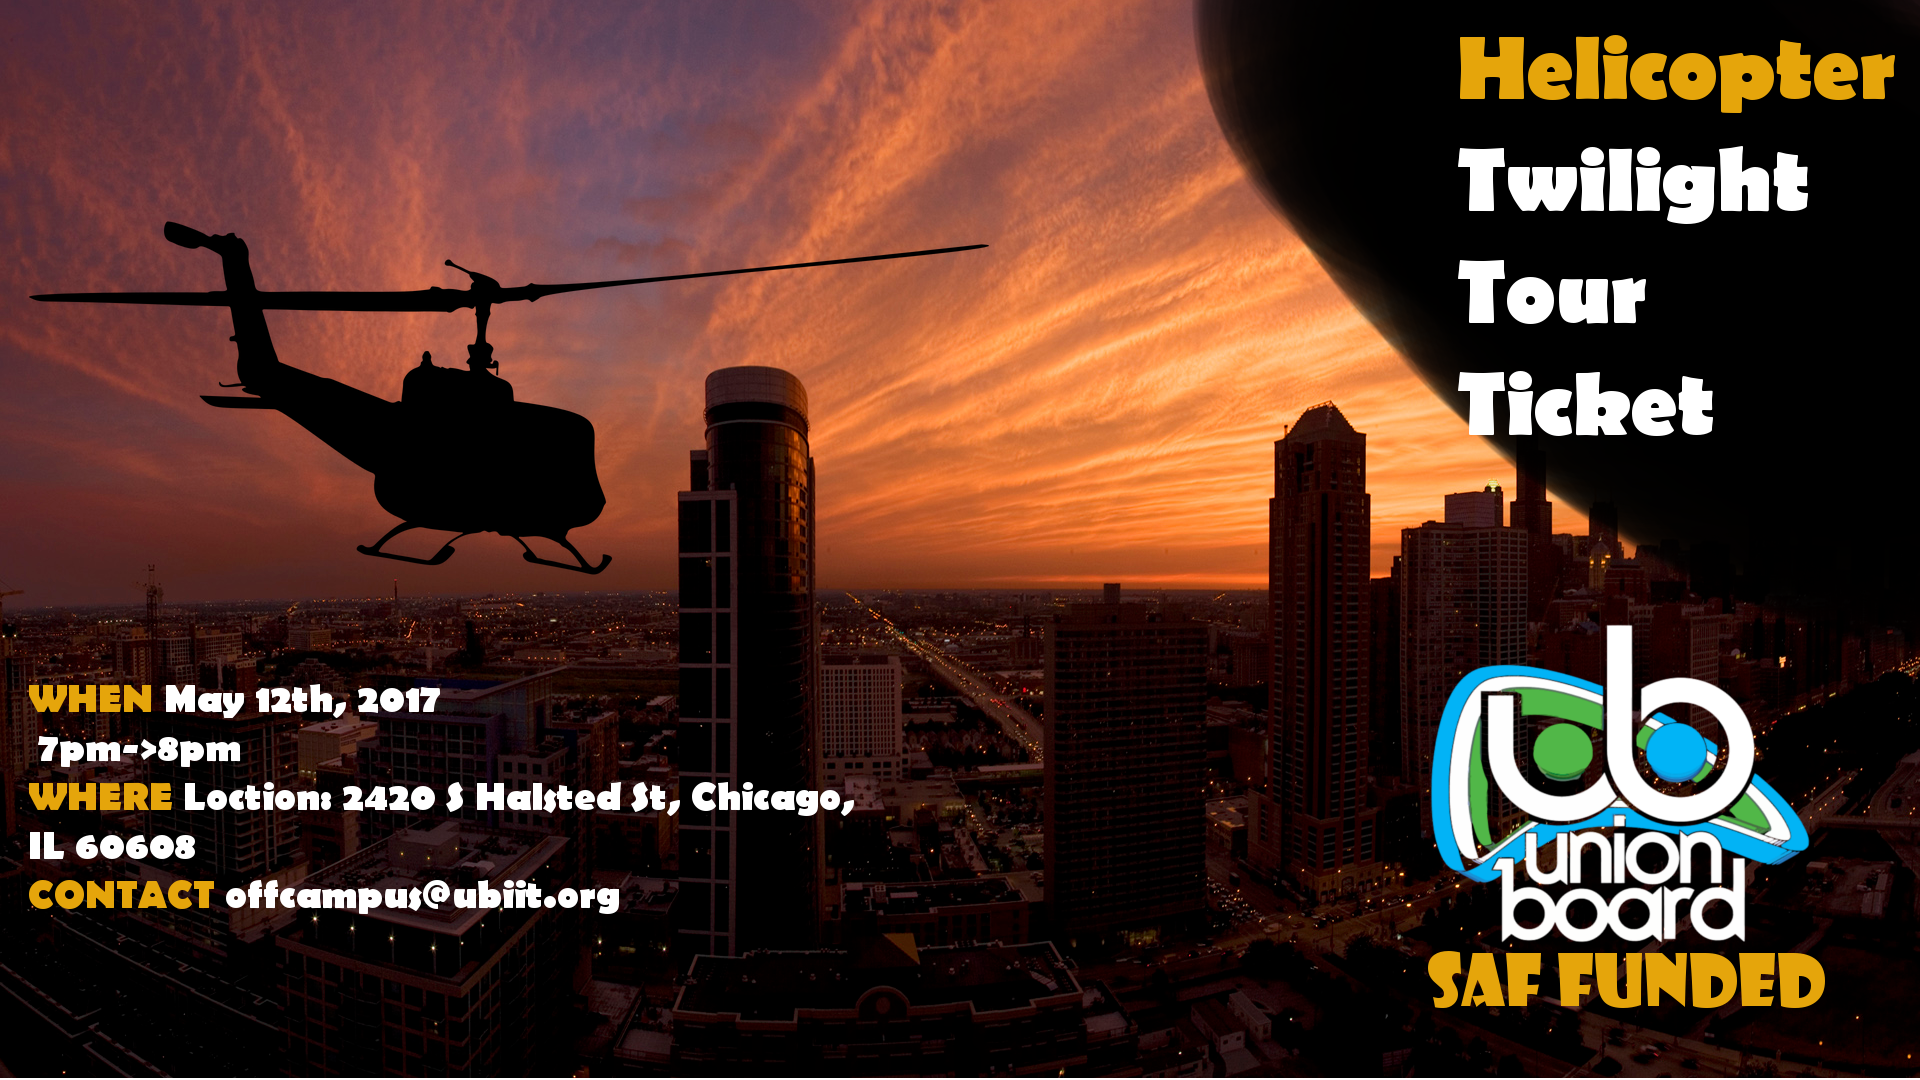 Helicopter
Twilight
Tour
Ticket
WHEN May 12th, 2017
7pm->8pm
WHERE Loction: 2420 S Halsted St, Chicago,
IL 60608
CONTACT offcampus@ubiit.org
ub
union
board
SAF FUNDED